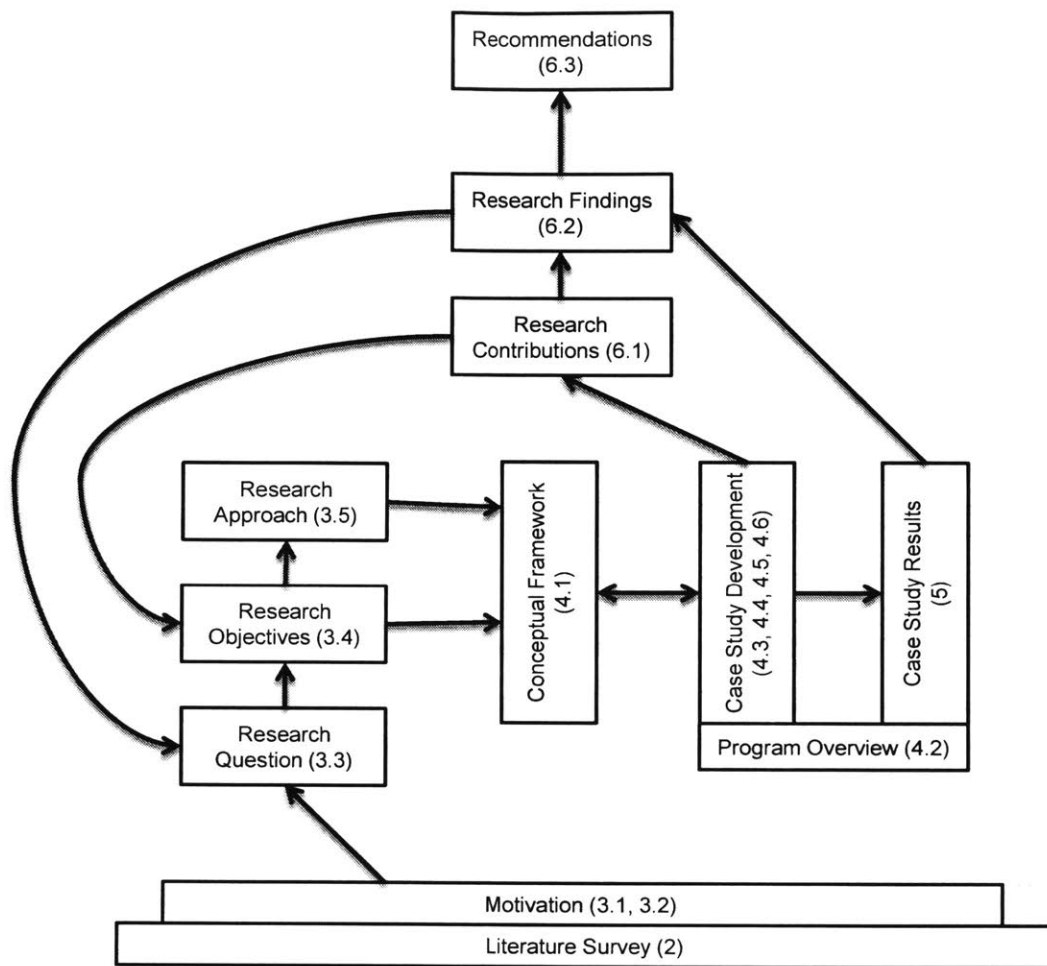 Recommendations
(6.3)
Research Findings
(6.2)
Research
Contributions (6.1)
Research
Approach (3.5)
Research
Objectives (3.4)
Research
Question (3.3)
Conceptual Framework
(4.1)
Case Study Development
(4.3, 4.4, 4.5, 4.6)
Case Study Results
(5)
Program Overview (4.2)
Motivation (3.1, 3.2)
Literature Survey (2)